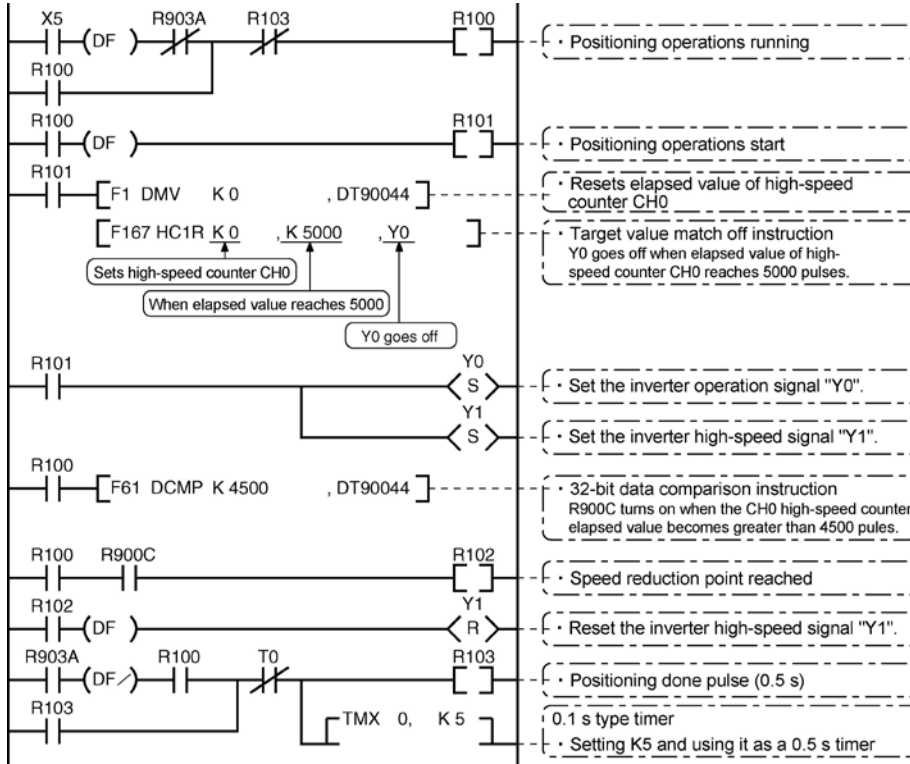 X5 R903A R103 R100
DF
· Positioning operations running
R100
R100 R101
DF
· Positioning operations start
R101
F1 DMV K 0 , DT90044
· Resets elapsed value of high-speed
counter CH0
F167 HC1R K 0 , K 5000 , Y0
· Target value match off instruction
Y0 goes off when elapsed value of high-
speed counter CH0 reaches 5000 pulses.
Sets high-speed counter CH0
When elapsed value reaches 5000
Y0 goes off
R101 Y0
S
· Set the inverter operation signal "Y0".
Y1
S
· Set the inverter high-speed signal "Y1".
R100
F61 DCMP K 4500 , DT90044
· 32-bit data comparison instruction
R900C turns on when the CH0 high-speed counter
elapsed value becomes greater than 4500 pules.
R100 R900C R102
· Speed reduction point reached
R102 Y1
DF R
· Reset the inverter high-speed signal "Y1".
R903A R100 T0 R103
DF/
· Positioning done pulse (0.5 s)
R103
TMX 0, K 5
0.1 s type timer
· Setting K5 and using it as a 0.5 s timer